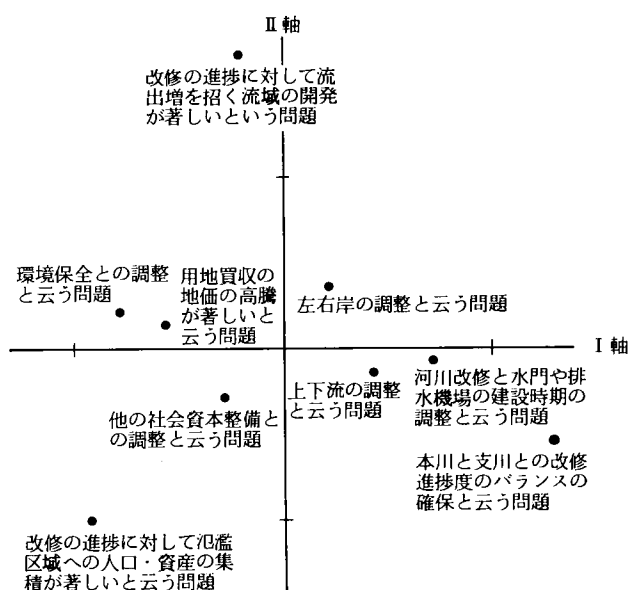 II 軸
改修の進捗に対して流
出増を招く流域の開発
が著しいという問題
環境保全との調整
と云う問題
用地買収の
地価の高騰
が著しいと
云う問題
左右岸の調整と云う問題
I 軸
上下流の調整
と云う問題
河川改修と水門や排
水機場の建設時期の
調整と云う問題
他の社会資本整備と
の調整と云う問題
本川と支川との改修
進捗度のバランスの
確保と云う問題
改修の進捗に対して氾濫
区域への人口・資産の集
積が著しいと云う問題